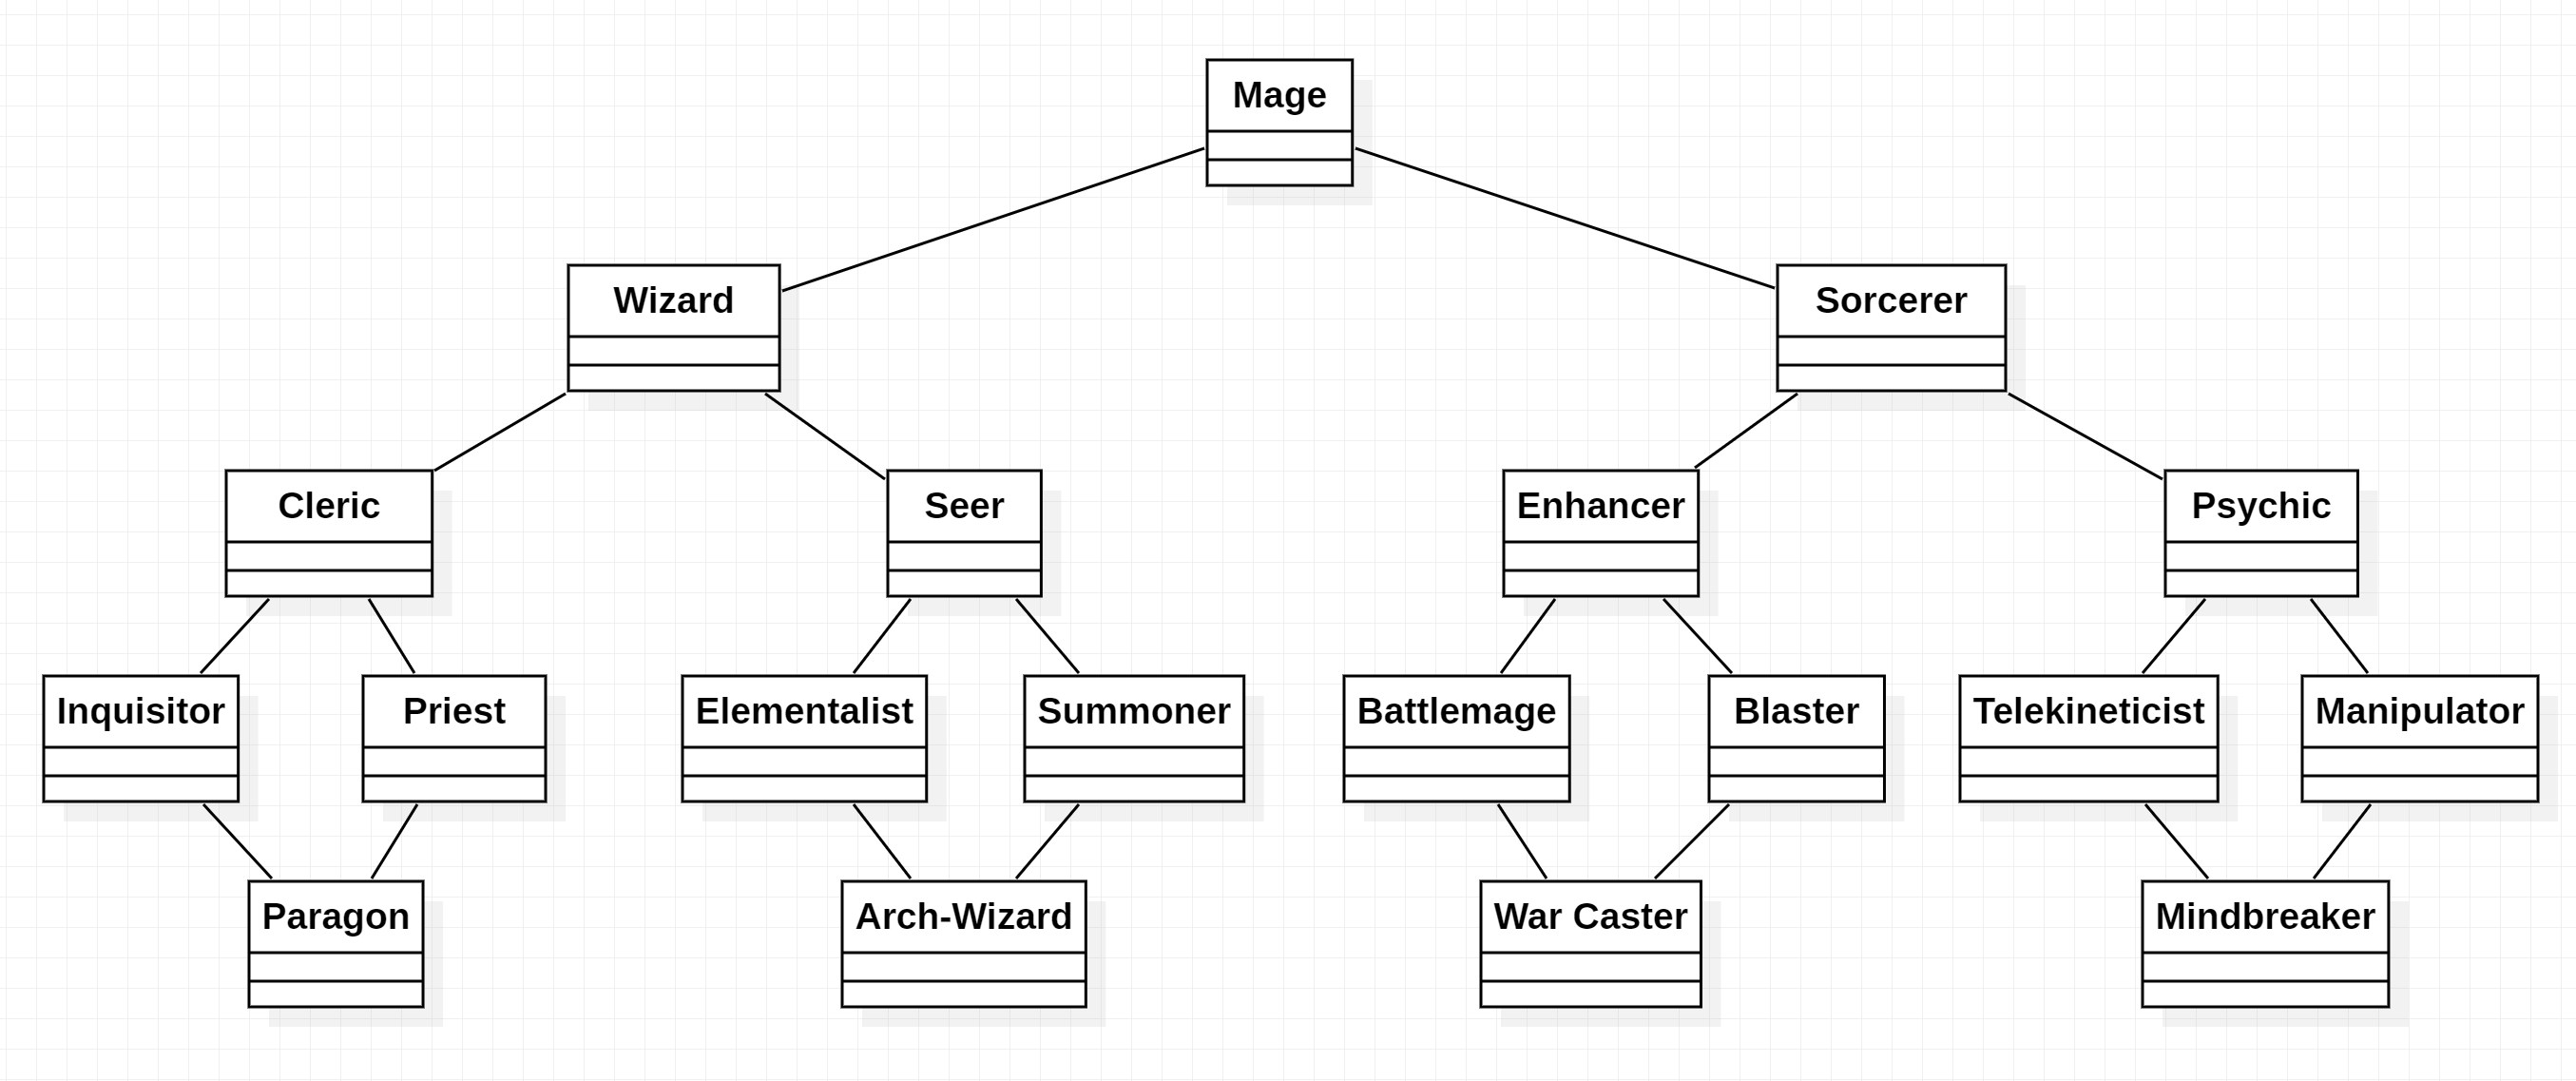 Mage
Wizard
Sorcerer
Cleric
Seer
Enhancer
Psychic
Inquisitor
Priest
Elementalist
Summoner
Battlemage
Blaster
Telekineticist
Manipulator
Paragon
Arch-Wizard
War Caster
Mindbreaker